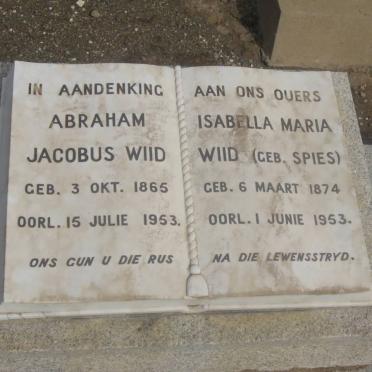 IN AANDENKING
ABRAHAM
JACOBUS WIID
GEB. 3 OKT. 1865
OORL. 15 JULIE 1953.
ONS GUN U DIE RUS
AAN ONS OUERS
ISABELLA MARIA
WIID (GEB. SPIES)
GEB. 6 MAART 1874
OORL. 1 JUNIE 1953.
NA DIE LEWENSSTRYD.